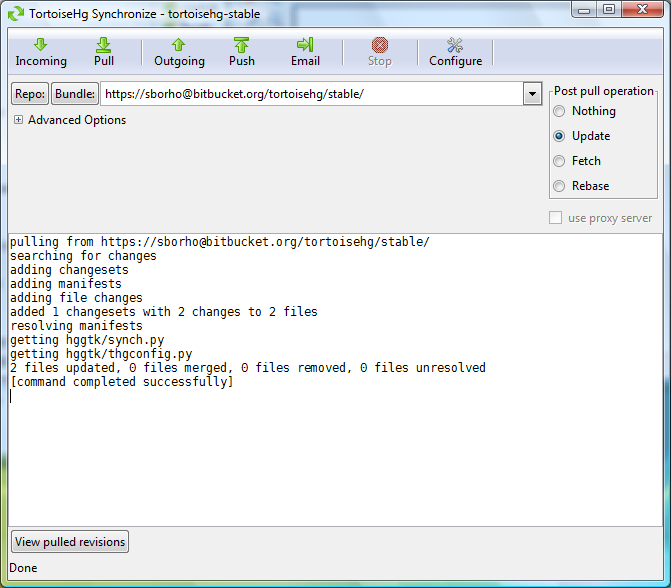 TortoiseHg Synchronize - tortoisehg-stable
Incoming Pull Outgoing Push Email Stop Configure
Repo: Bundle: https://sborho@bitbucket.org/tortoisehg/stable/
Advanced Options
Post pull operation
Nothing
Update
Fetch
Rebase
use proxy server
pulling from https://sborho@bitbucket.org/tortoisehg/stable/
searching for changes
adding changesets
adding manifests
adding file changes
added 1 changesets with 2 changes to 2 files
resolving manifests
getting hggtk/synch.py
getting hggtk/thgconfig.py
2 files updated, 0 files merged, 0 files removed, 0 files unresolved
[command completed successfully]
View pulled revisions
Done